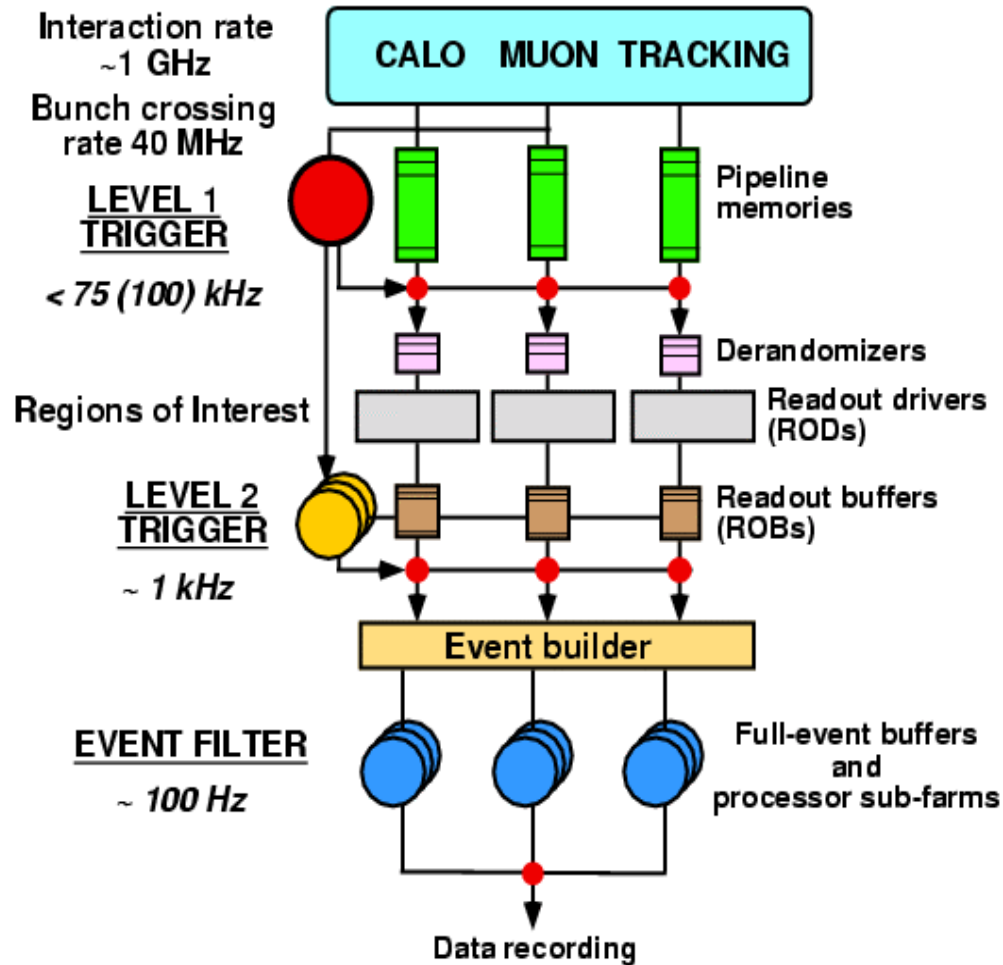 Interaction rate
~1 GHz
CALO MUON TRACKING
Bunch crossing
rate 40 MHz
LEVEL 1
TRIGGER
Pipeline
memories
< 75 (100) kHz
Derandomizers
Regions of Interest
Readout drivers
(RODs)
LEVEL 2
TRIGGER
Readout buffers
(ROBs)
~ 1 kHz
Event builder
EVENT FILTER
~ 100 Hz
Full-event buffers
and
processor sub-farms
Data recording